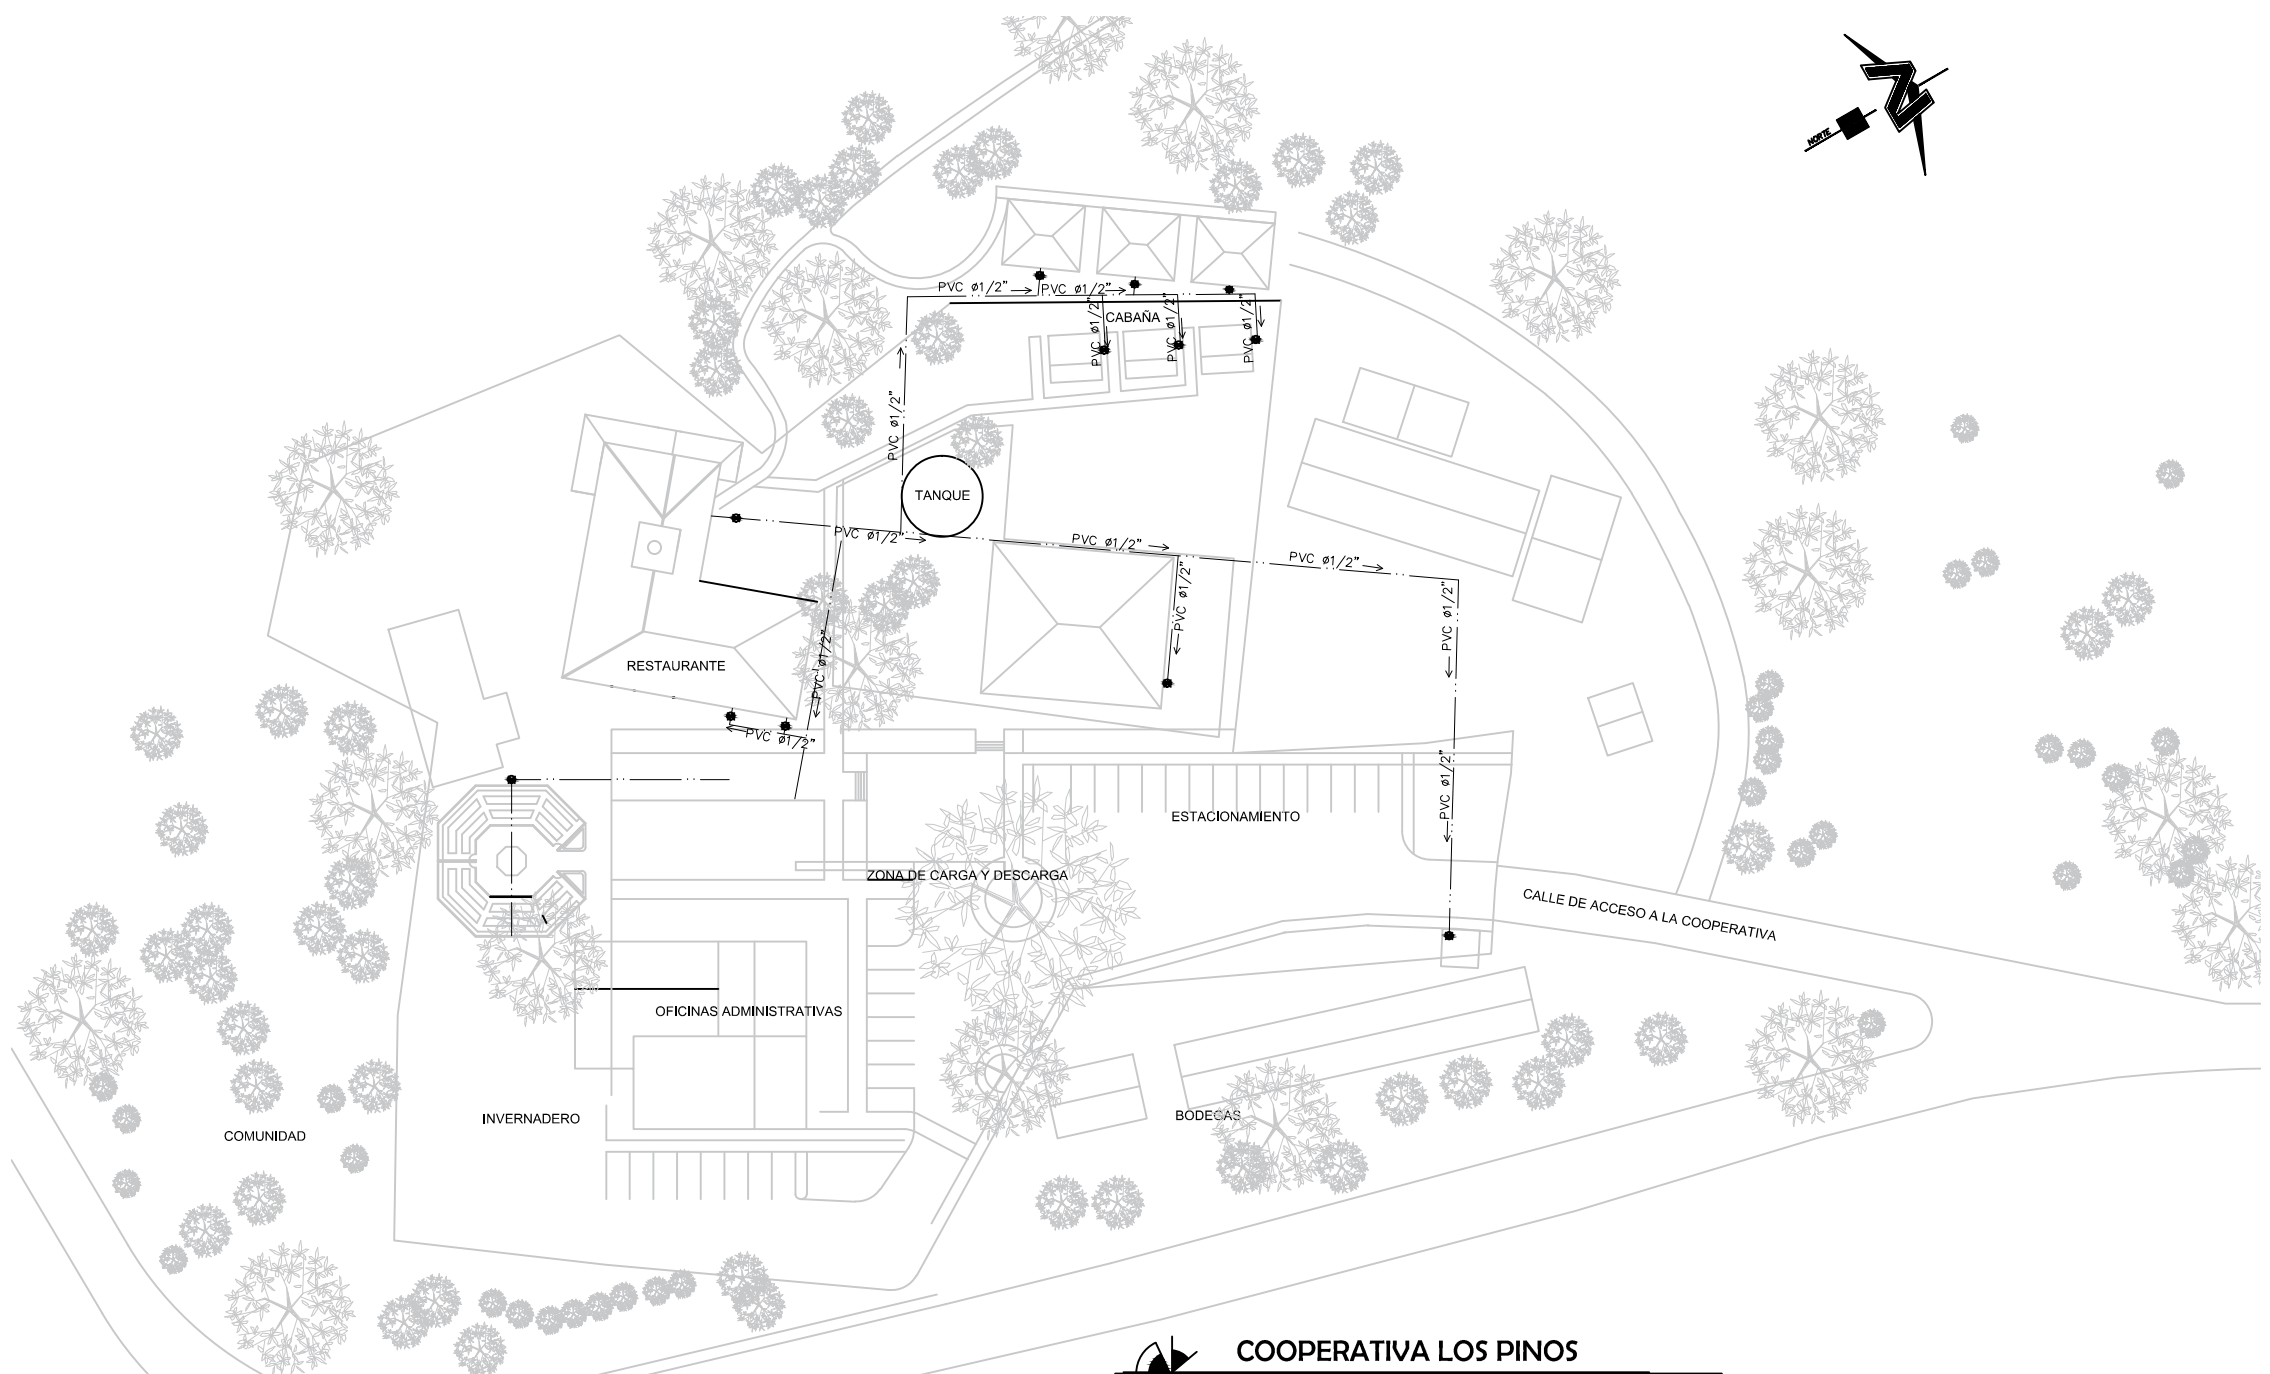 NORTE
PVC ø1/2"
PVC ø1/2"
PVC ø1/2"
PVC ø1/2"
PVC ø1/2"
CABAÑA
PVC ø1/2"
TANQUE
PVC ø1/2"
PVC ø1/2"
PVC ø1/2"
PVC ø1/2"
PVC ø1/2"
PVC ø1/2"
RESTAURANTE
PVC ø1/2"
PVC ø1/2"
ESTACIONAMIENTO
ZONA DE CARGA Y DESCARGA
CALLE DE ACCESO A LA COOPERATIVA
OFICINAS ADMINISTRATIVAS
INVERNADERO
BODEGAS
COMUNIDAD
COOPERATIVA LOS PINOS